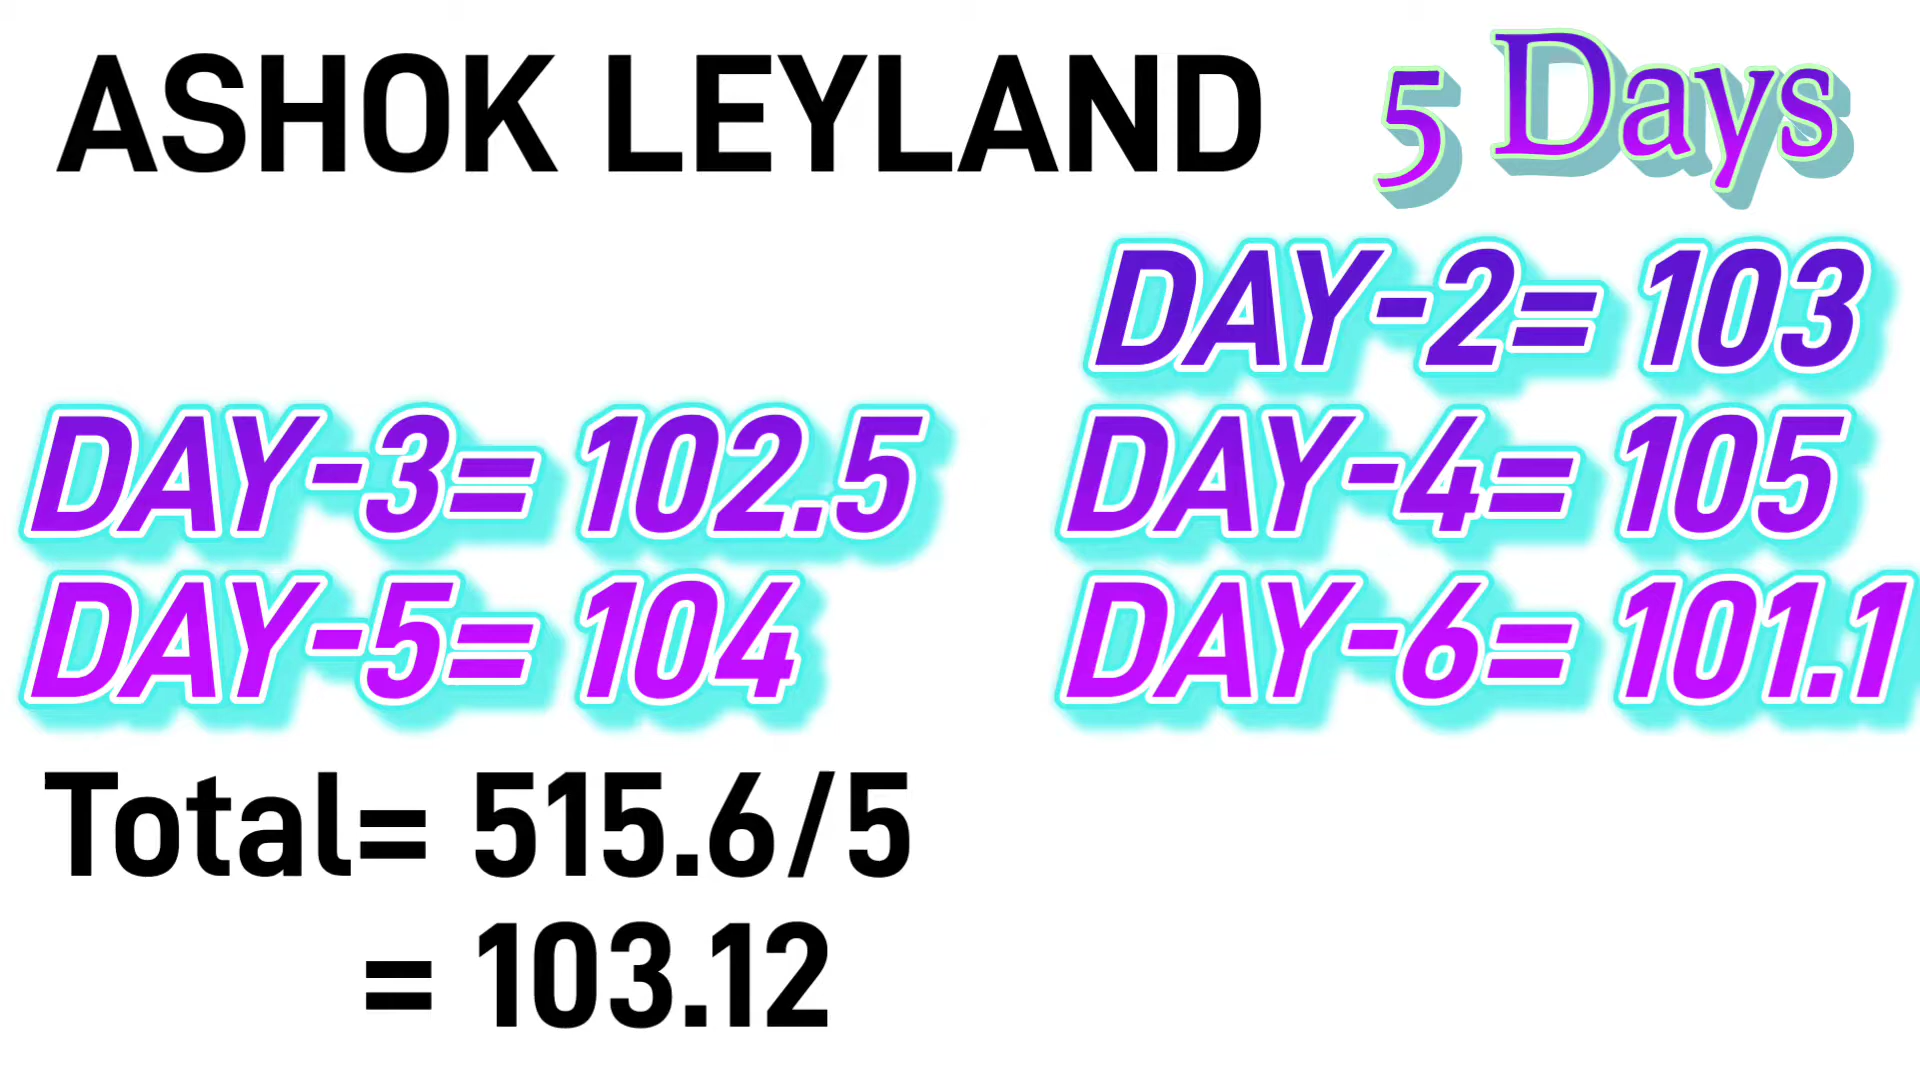 ASHOK LEYLAND 5 Days
DAY-2= 103
DAY-3= 102.5 DAY-4= 105
DAY-5= 104 DAY-6= 101.1
Total= 515.6/5
= 103.12